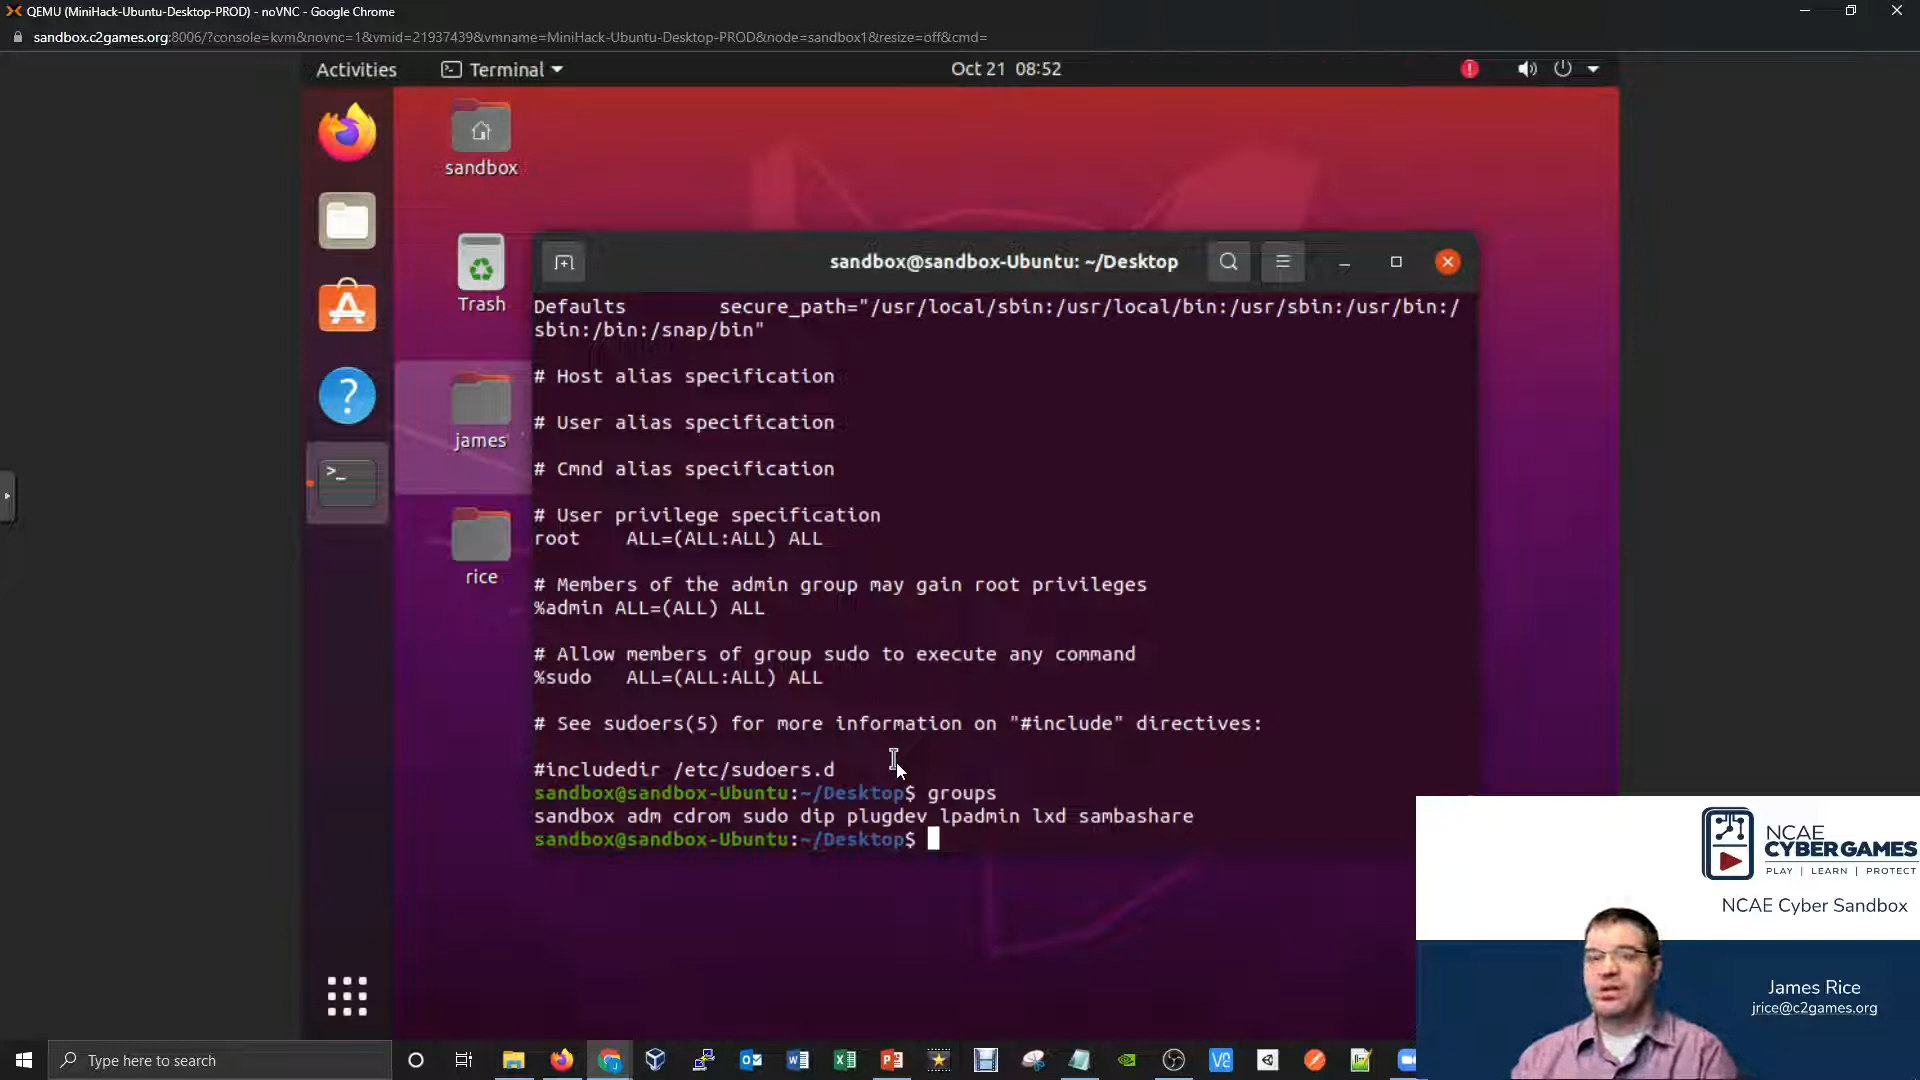 QEMU (MiniHack-Ubuntu-Desktop-PROD) - noVNC - Google Chrome
sandbox.c2games.org:8006/?console=kvm&novnc=1&vmid=21937439&vmname=MiniHack-Ubuntu-Desktop-PROD&node=sandbox1&resize=off&cmd=
Activities
Terminal
Oct 21 08:52
sandbox
Trash
james
rice
sandbox@sandbox-Ubuntu: ~/Desktop
Defaults        secure_path="/usr/local/sbin:/usr/local/bin:/usr/sbin:/usr/bin:/
sbin:/bin:/snap/bin"
# Host alias specification
# User alias specification
# Cmnd alias specification
# User privilege specification
root    ALL=(ALL:ALL) ALL
# Members of the admin group may gain root privileges
%admin ALL=(ALL) ALL
# Allow members of group sudo to execute any command
%sudo   ALL=(ALL:ALL) ALL
# See sudoers(5) for more information on "#include" directives:
#includedir /etc/sudoers.d
sandbox@sandbox-Ubuntu:~/Desktop$ groups
sandbox adm cdrom sudo dip plugdev lpadmin lxd sambashare
sandbox@sandbox-Ubuntu:~/Desktop$
NCAE
CYBERGAMES
PLAY | LEARN | PROTECT
NCAE Cyber Sandbox
James Rice
jrice@c2games.org
Type here to search